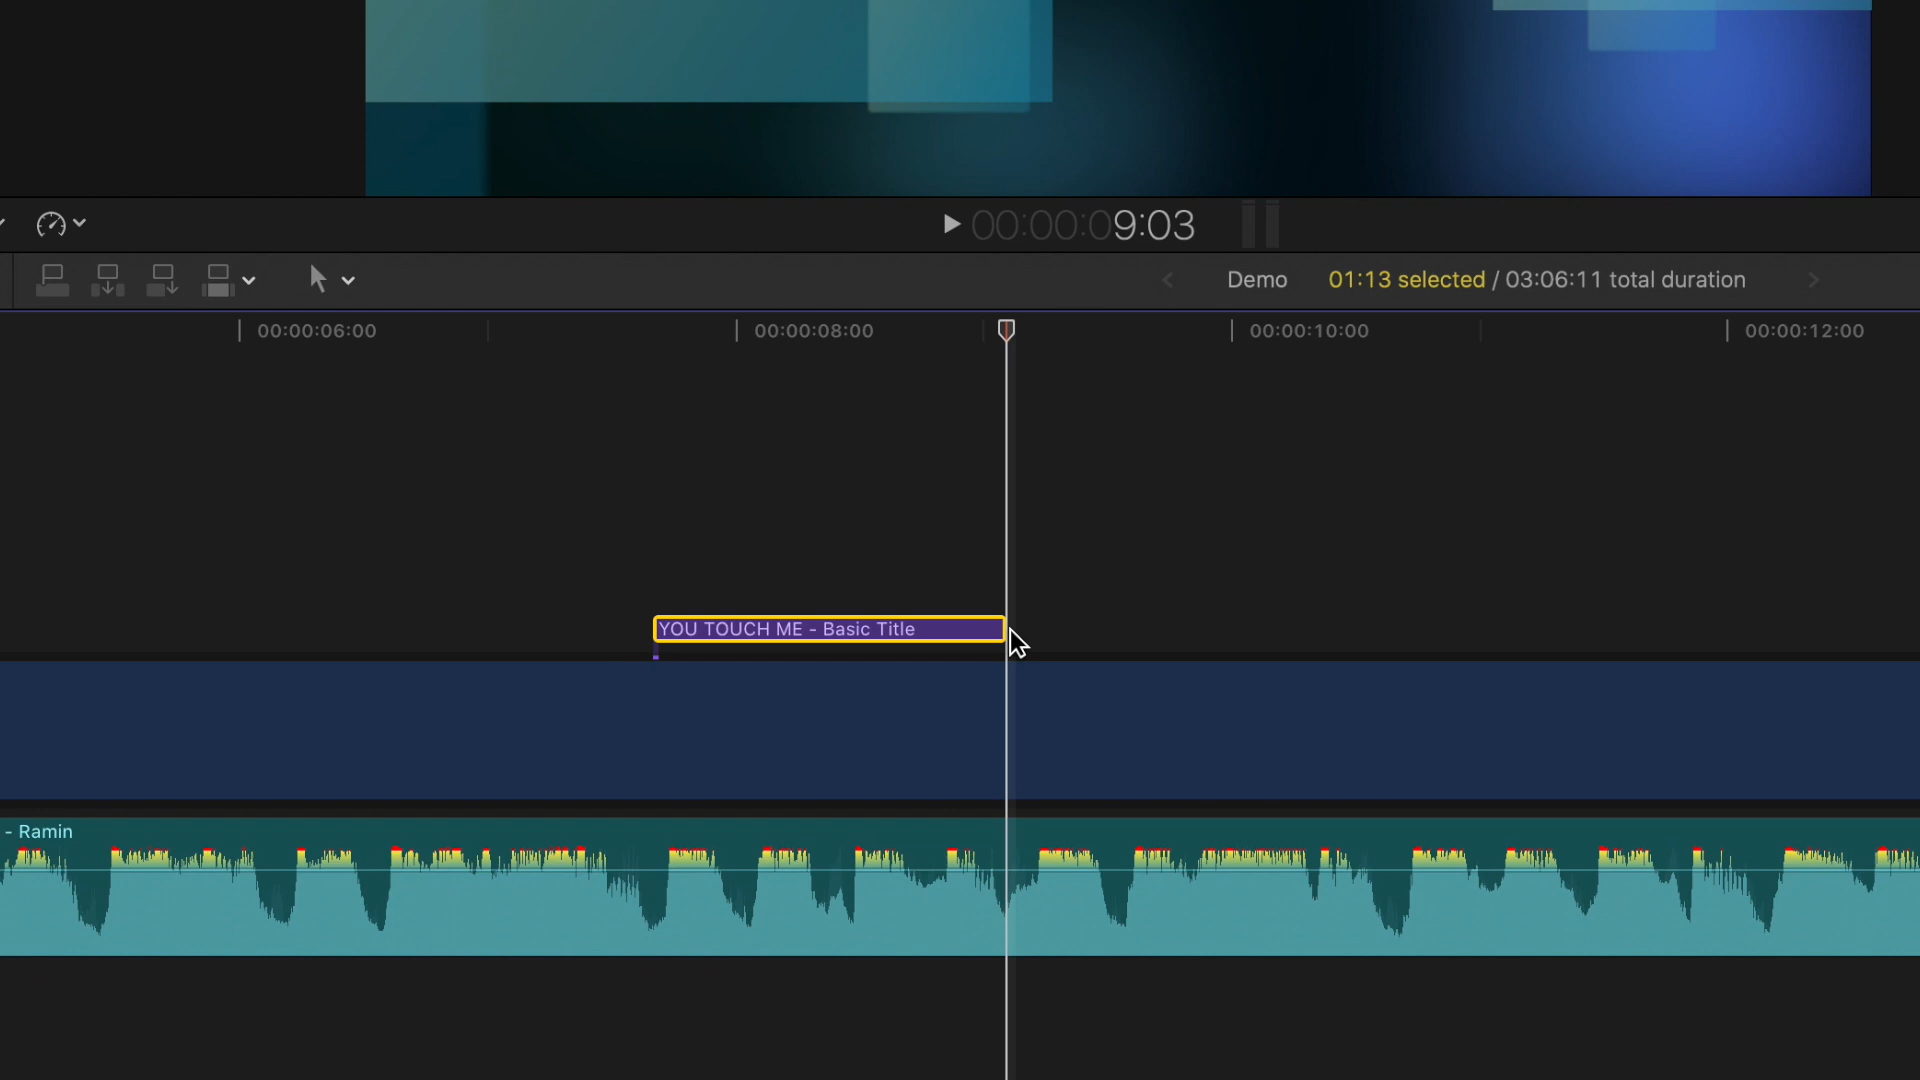 00:00:09:03
Demo 01:13 selected / 03:06:11 total duration
00:00:06:00 00:00:08:00 00:00:10:00 00:00:12:00
YOU TOUCH ME - Basic Title
- Ramin